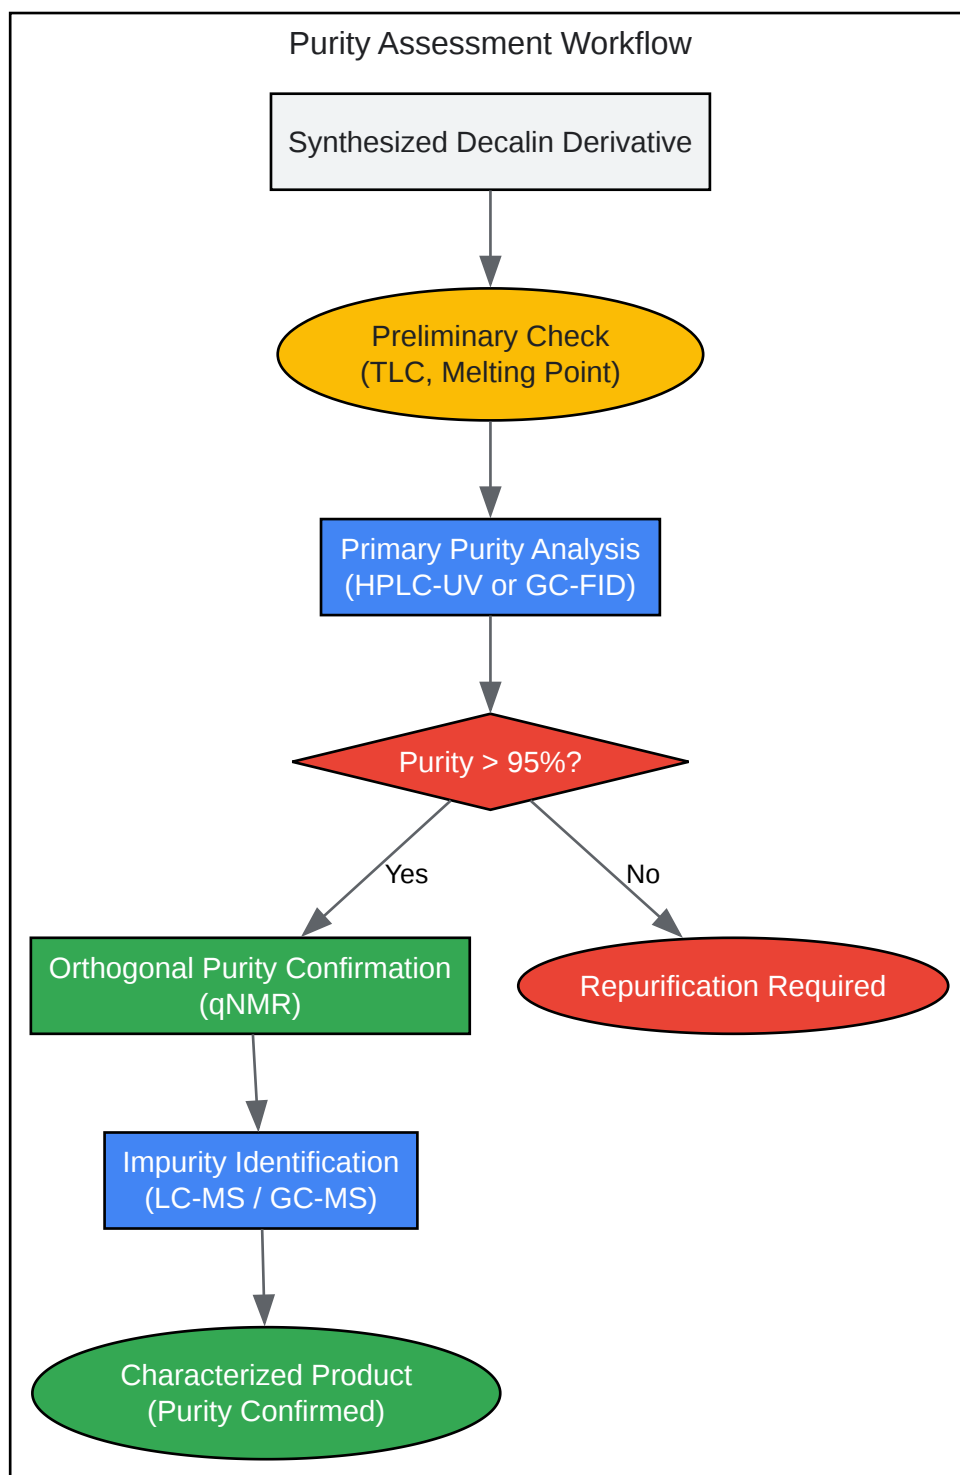 Purity Assessment Workflow
Synthesized Decalin Derivative
Preliminary Check
(TLC, Melting Point)
Primary Purity Analysis
(HPLC-UV or GC-FID)
Purity > 95%?
Yes
No
Orthogonal Purity Confirmation
(qNMR)
Repurification Required
Impurity Identification
(LC-MS / GC-MS)
Characterized Product
(Purity Confirmed)